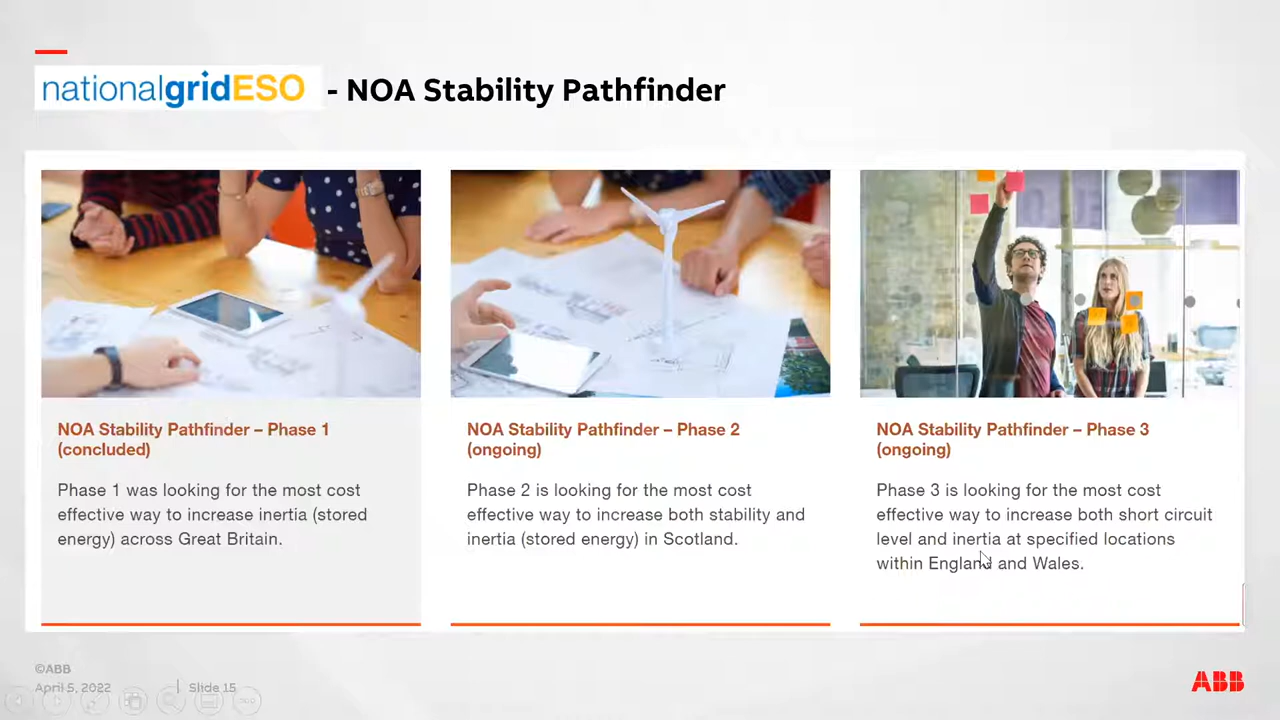 nationalgridESO - NOA Stability Pathfinder
NOA Stability Pathfinder – Phase 1
(concluded)
Phase 1 was looking for the most cost
effective way to increase inertia (stored
energy) across Great Britain.
NOA Stability Pathfinder – Phase 2
(ongoing)
Phase 2 is looking for the most cost
effective way to increase both stability and
inertia (stored energy) in Scotland.
NOA Stability Pathfinder – Phase 3
(ongoing)
Phase 3 is looking for the most cost
effective way to increase both short circuit
level and inertia at specified locations
within England and Wales.
©ABB
April 5, 2022 | Slide 15
ABB